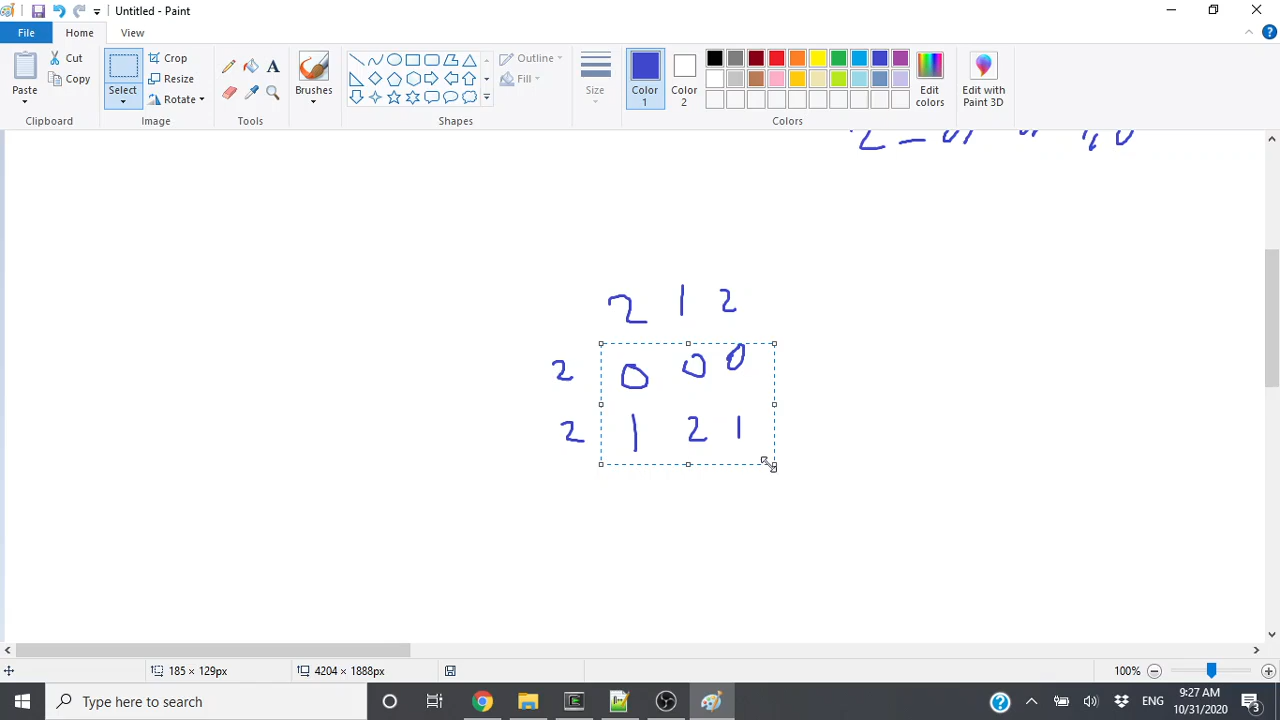 Untitled - Paint
File Home View
Paste
Cut
Copy
Clipboard
Select
Crop
Resize
Rotate
Image
Tools
Brushes
Shapes
Outline
Fill
Size
Color 1
Color 2
Colors
Edit colors
Edit with Paint 3D
2 1 2
2 0 0 0
2 1 2 1
185 × 129px
4204 × 1888px
100%
Type here to search
ENG
9:27 AM
10/31/2020
3